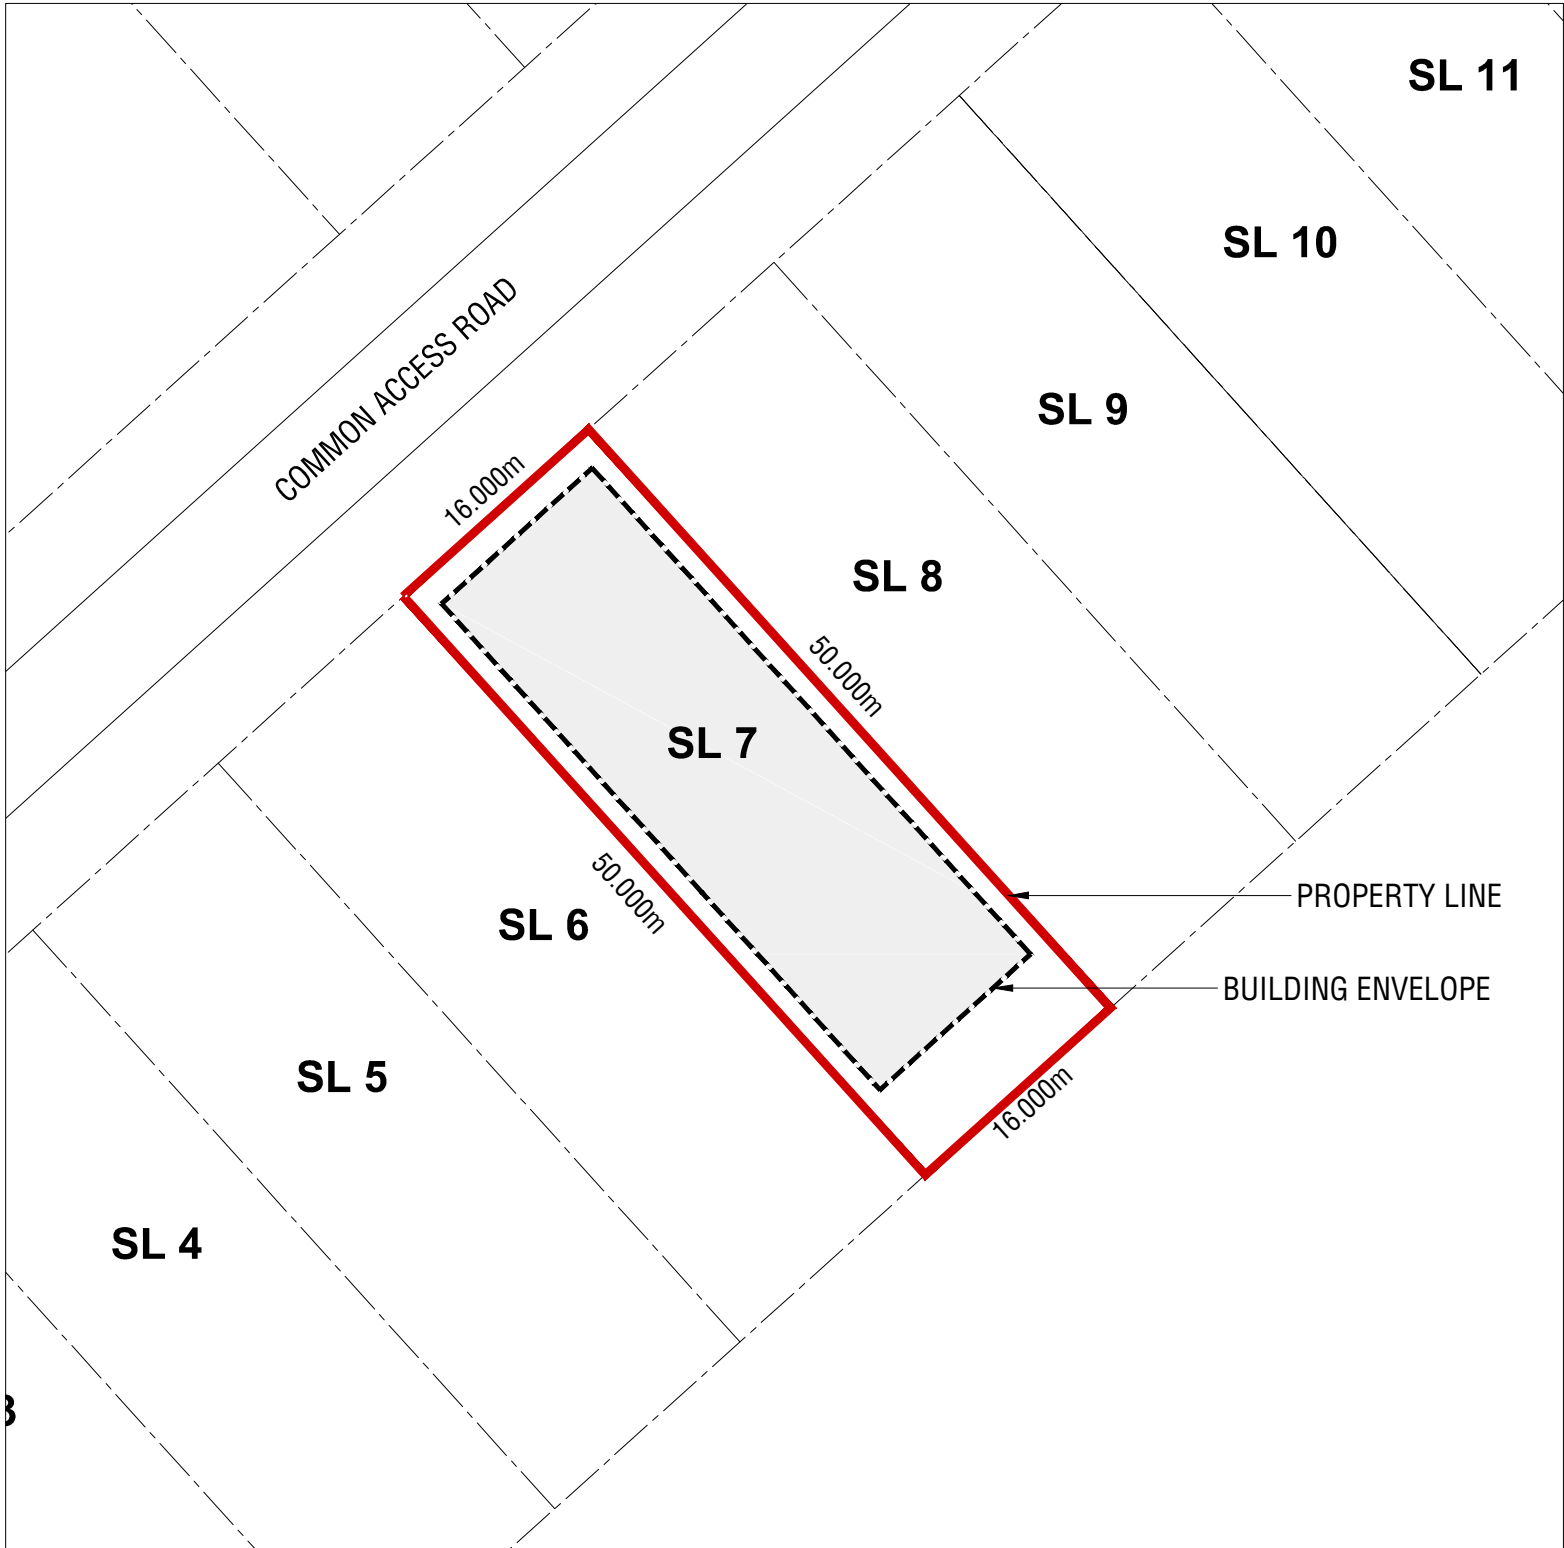 SL 11
SL 10
COMMON ACCESS ROAD
SL 9
16.000m
SL 8
50.000m
SL 7
50.000m
PROPERTY LINE
SL 6
BUILDING ENVELOPE
SL 5
16.000m
SL 4